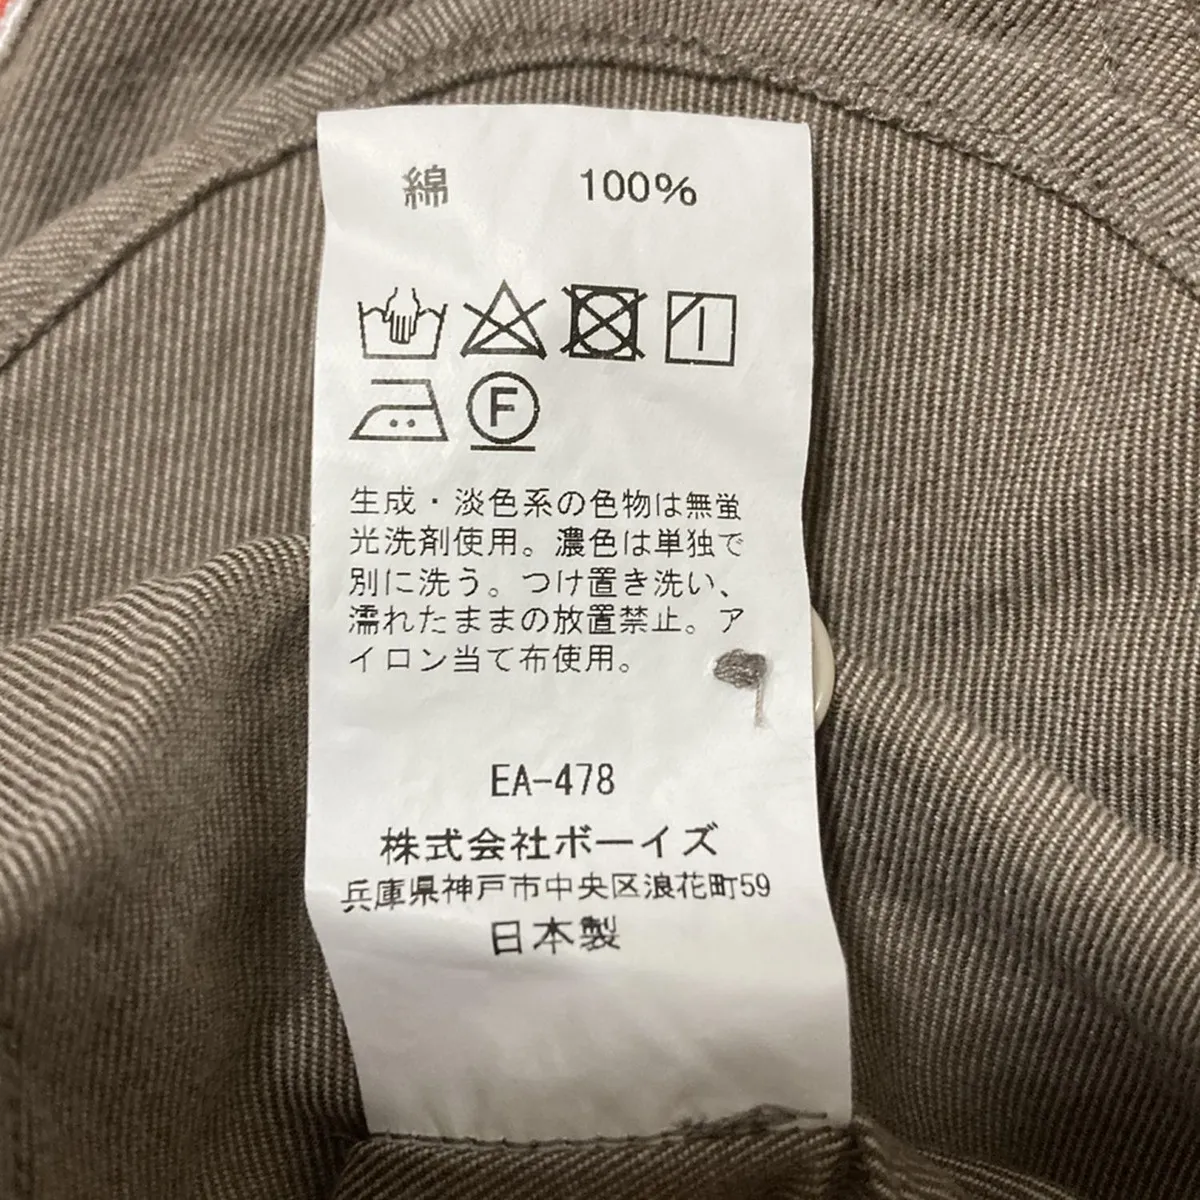 綿 100%
F
生成・淡色系の色物は無蛍
光洗剤使用。濃色は単独で
別に洗う。つけ置き洗い、
濡れたままの放置禁止。ア
イロン当て布使用。
EA-478
株式会社ボーイズ
兵庫県神戸市中央区浪花町59
日本製